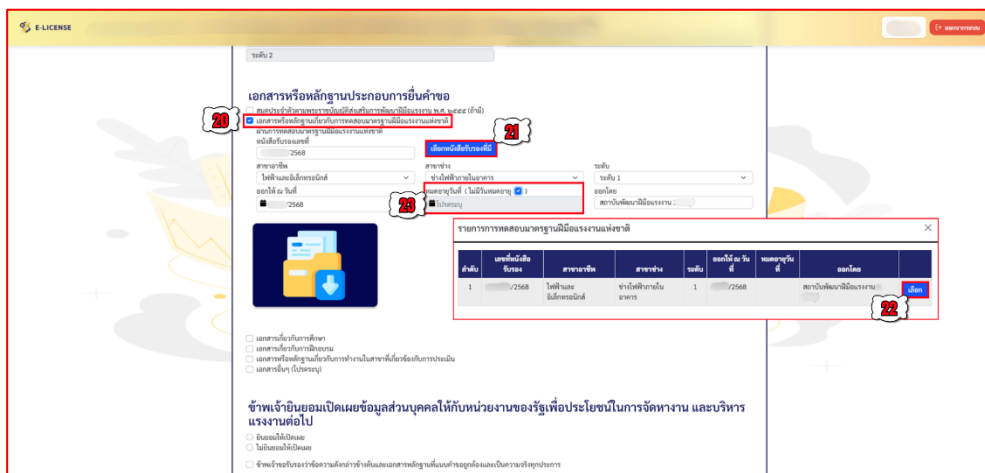 E-LICENSE
ออกจากระบบ
ระดับ 2
เอกสารหรือหลักฐานประกอบการยื่นคำขอ
สมุดประจำตัวตามพระราชบัญญัติส่งเสริมการพัฒนาฝีมือแรงงาน พ.ศ. ๒๕๔๕ (ถ้ามี)
20
เอกสารหรือหลักฐานเกี่ยวกับการทดสอบมาตรฐานฝีมือแรงงานแห่งชาติ
ผ่านการทดสอบมาตรฐานฝีมือแรงงานแห่งชาติ
21
หนังสือรับรองเลขที่
/2568
เลือกหนังสือรับรองที่มี
สาขาอาชีพ
สาขาช่าง
ระดับ
ไฟฟ้าและอิเล็กทรอนิกส์
ช่างไฟฟ้าภายในอาคาร
ระดับ 1
ออกให้ ณ วันที่
หมดอายุวันที่ ( ไม่มีวันหมดอายุ )
ออกโดย
/2568
23
โปรดระบุ
สถาบันพัฒนาฝีมือแรงงาน
รายการการทดสอบมาตรฐานฝีมือแรงงานแห่งชาติ
ลำดับ เลขที่หนังสือรับรอง สาขาอาชีพ สาขาช่าง ระดับ ออกให้ ณ วันที่ หมดอายุวันที่ ออกโดย
1 /2568 ไฟฟ้าและอิเล็กทรอนิกส์ ช่างไฟฟ้าภายในอาคาร 1 /2568 สถาบันพัฒนาฝีมือแรงงาน เลือก
22
เอกสารเกี่ยวกับการศึกษา
เอกสารเกี่ยวกับการฝึกอบรม
เอกสารหรือหลักฐานเกี่ยวกับการทำงานในสาขาที่เกี่ยวข้องกับการประเมิน
เอกสารอื่นๆ (โปรดระบุ)
ข้าพเจ้ายินยอมเปิดเผยข้อมูลส่วนบุคคลให้กับหน่วยงานของรัฐเพื่อประโยชน์ในการจัดหางาน และบริหาร
แรงงานต่อไป
ยินยอมให้เปิดเผย
ไม่ยินยอมให้เปิดเผย
ข้าพเจ้าขอรับรองว่าข้อความดังกล่าวข้างต้นและเอกสารหลักฐานที่แนบคำขอถูกต้องและเป็นความจริงทุกประการ